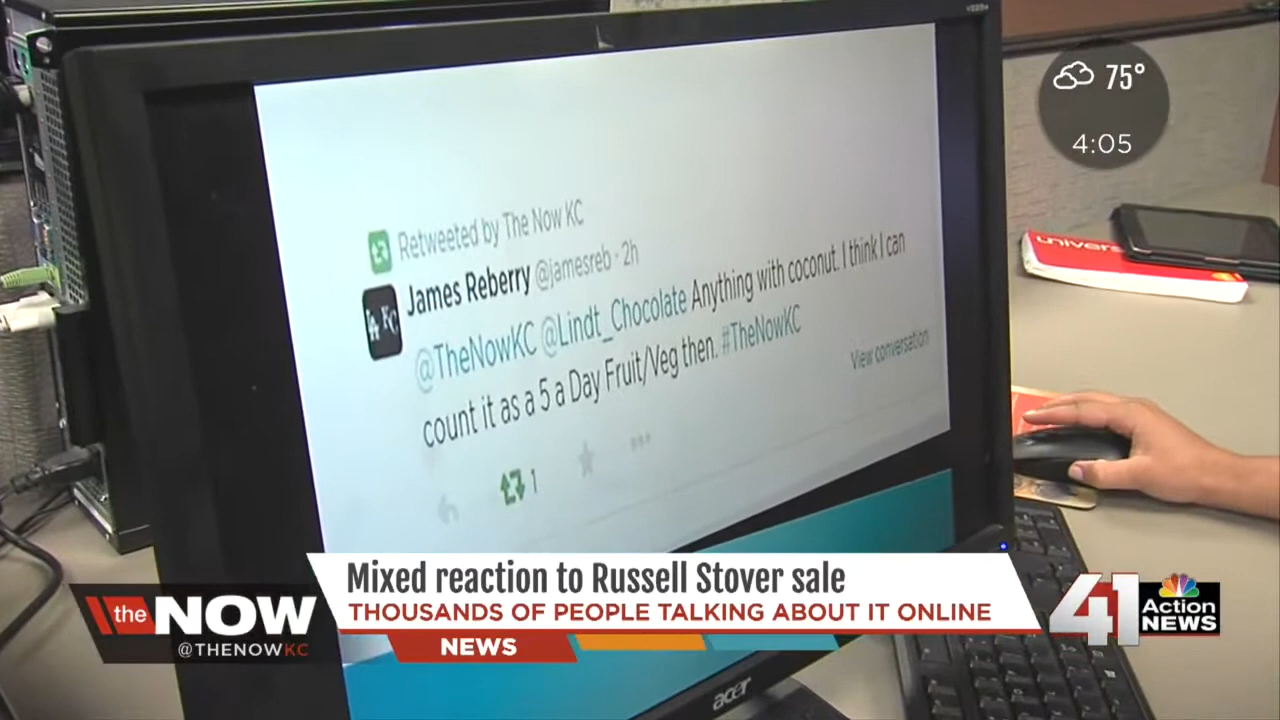 75°
4:05
univers
Retweeted by The Now KC
James Reberry @jamesreb · 2h
@TheNowKC @Lindt_Chocolate Anything with coconut. I think I can
count it as a 5 a Day Fruit/Veg then. #TheNowKC
View conversation
1
Mixed reaction to Russell Stover sale
THOUSANDS OF PEOPLE TALKING ABOUT IT ONLINE
NEWS
the NOW
@THENOWKC
41 Action NEWS
acer